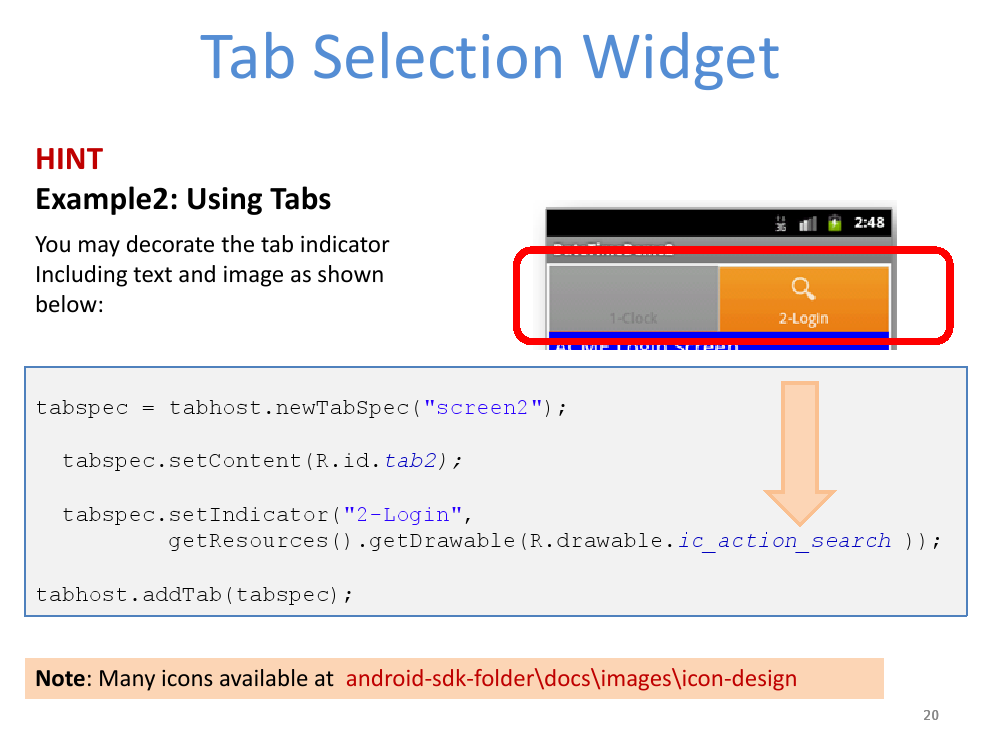 Tab Selection Widget
HINT
Example2: Using Tabs
You may decorate the tab indicator
Including text and image as shown
below:
3G 2:48
1-Clock
2-Login
tabspec = tabhost.newTabSpec("screen2");
tabspec.setContent(R.id.tab2);
tabspec.setIndicator("2-Login",
getResources().getDrawable(R.drawable.ic_action_search ));
tabhost.addTab(tabspec);
Note: Many icons available at android-sdk-folder\docs\images\icon-design
20